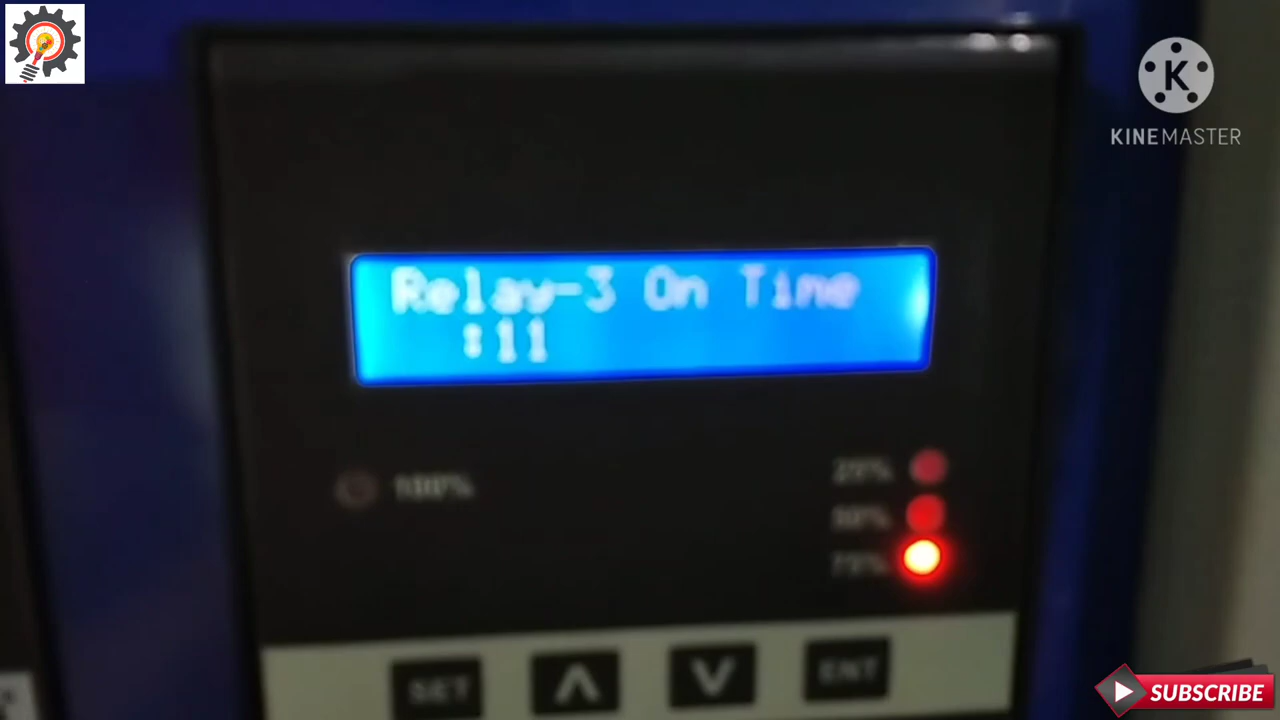 K
KINEMASTER
Relay-3 On Time
:11
100%
25%
50%
75%
SET
ENT
SUBSCRIBE